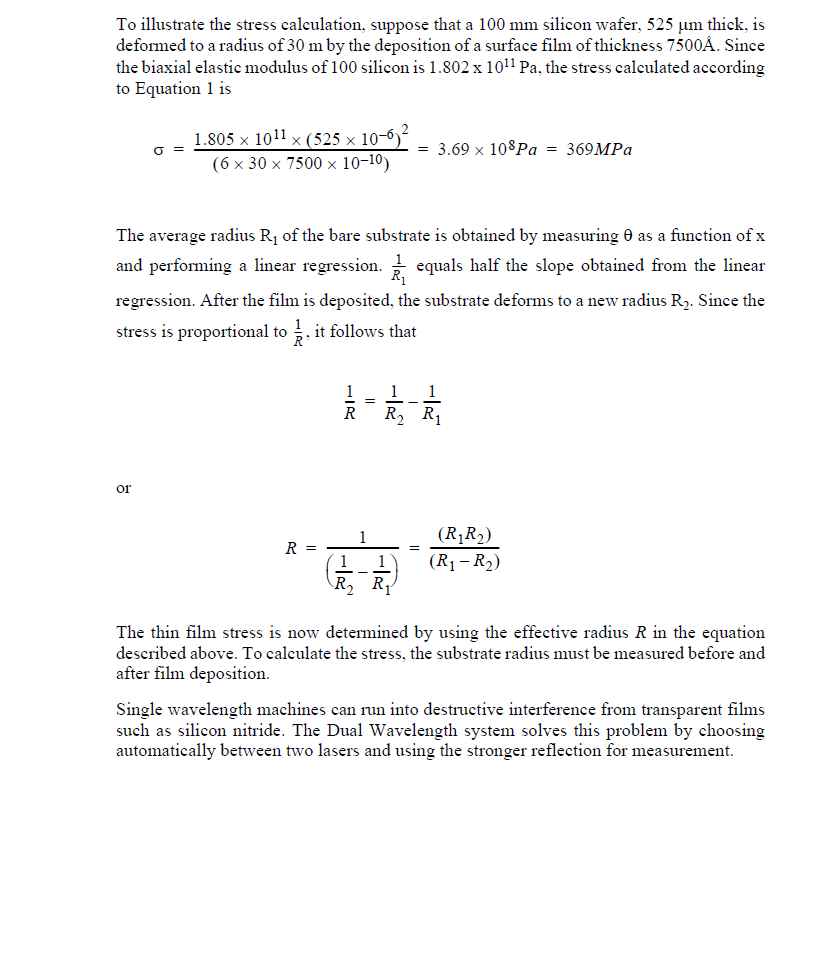 To illustrate the stress calculation, suppose that a 100 mm silicon wafer, 525 μm thick, is
deformed to a radius of 30 m by the deposition of a surface film of thickness 7500Å. Since
the biaxial elastic modulus of 100 silicon is 1.802 x 10¹¹ Pa, the stress calculated according
to Equation 1 is
σ = (1.805 × 10¹¹ × (525 × 10⁻⁶)²) / (6 × 30 × 7500 × 10⁻¹⁰) = 3.69 × 10⁸Pa = 369MPa
The average radius R₁ of the bare substrate is obtained by measuring θ as a function of x
and performing a linear regression. 1/R₁ equals half the slope obtained from the linear
regression. After the film is deposited, the substrate deforms to a new radius R₂. Since the
stress is proportional to 1/R, it follows that
1/R = 1/R₂ − 1/R₁
or
R = 1 / (1/R₂ − 1/R₁) = (R₁R₂) / (R₁ − R₂)
The thin film stress is now determined by using the effective radius R in the equation
described above. To calculate the stress, the substrate radius must be measured before and
after film deposition.
Single wavelength machines can run into destructive interference from transparent films
such as silicon nitride. The Dual Wavelength system solves this problem by choosing
automatically between two lasers and using the stronger reflection for measurement.